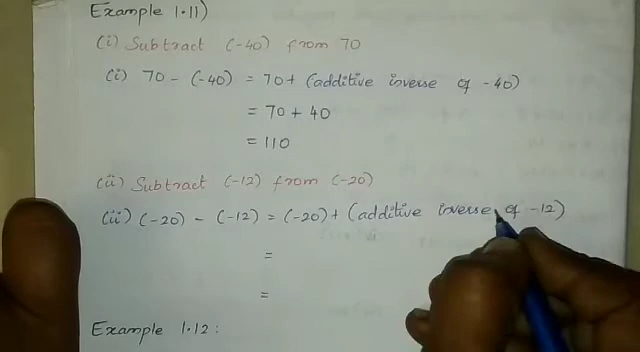 Example 1.11)
(i) Subtract (-40) from 70
(i) 70 - (-40) = 70 + (additive inverse of -40)
= 70 + 40
= 110
(ii) Subtract (-12) from (-20)
(ii) (-20) - (-12) = (-20) + (additive inverse of -12)
=
=
Example 1.12: